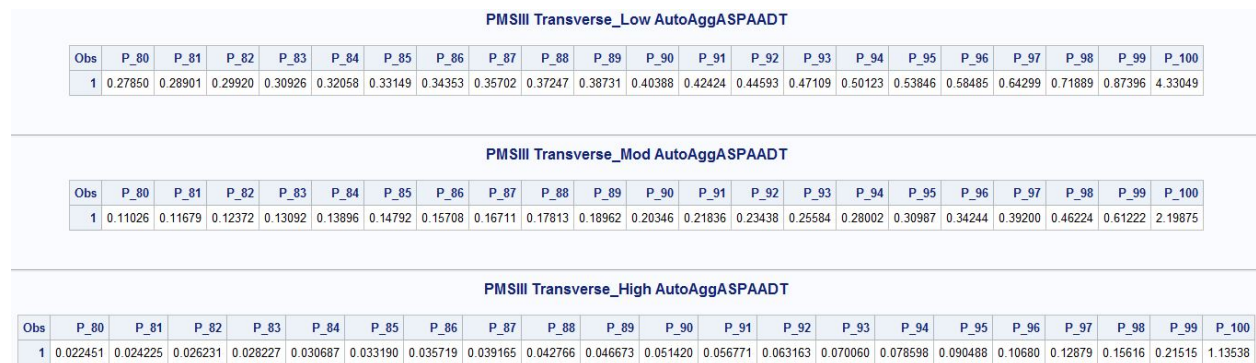 PMSIII Transverse_Low AutoAggASPAADT
Obs P_80 P_81 P_82 P_83 P_84 P_85 P_86 P_87 P_88 P_89 P_90 P_91 P_92 P_93 P_94 P_95 P_96 P_97 P_98 P_99 P_100
1 0.27850 0.28901 0.29920 0.30926 0.32058 0.33149 0.34353 0.35702 0.37247 0.38731 0.40388 0.42424 0.44593 0.47109 0.50123 0.53846 0.58485 0.64299 0.71889 0.87396 4.33049
PMSIII Transverse_Mod AutoAggASPAADT
Obs P_80 P_81 P_82 P_83 P_84 P_85 P_86 P_87 P_88 P_89 P_90 P_91 P_92 P_93 P_94 P_95 P_96 P_97 P_98 P_99 P_100
1 0.11026 0.11679 0.12372 0.13092 0.13896 0.14792 0.15708 0.16711 0.17813 0.18962 0.20346 0.21836 0.23438 0.25584 0.28002 0.30987 0.34244 0.39200 0.46224 0.61222 2.19875
PMSIII Transverse_High AutoAggASPAADT
Obs P_80 P_81 P_82 P_83 P_84 P_85 P_86 P_87 P_88 P_89 P_90 P_91 P_92 P_93 P_94 P_95 P_96 P_97 P_98 P_99 P_100
1 0.022451 0.024225 0.026231 0.028227 0.030687 0.033190 0.035719 0.039165 0.042766 0.046673 0.051420 0.056771 0.063163 0.070060 0.078598 0.090488 0.10680 0.12879 0.15616 0.21515 1.13538